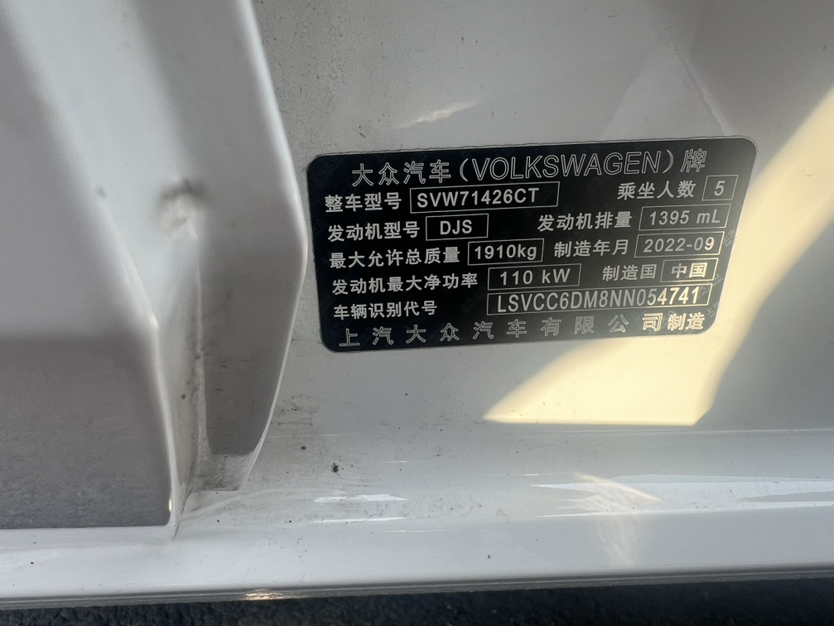 大众汽车(VOLKSWAGEN)牌
整车型号 SVW71426CT 乘坐人数 5
发动机型号 DJS 发动机排量 1395 mL
最大允许总质量 1910kg 制造年月 2022-09
发动机最大净功率 110 kW 制造国 中国
车辆识别代号 LSVCC6DM8NN054741
上汽大众汽车有限公司制造